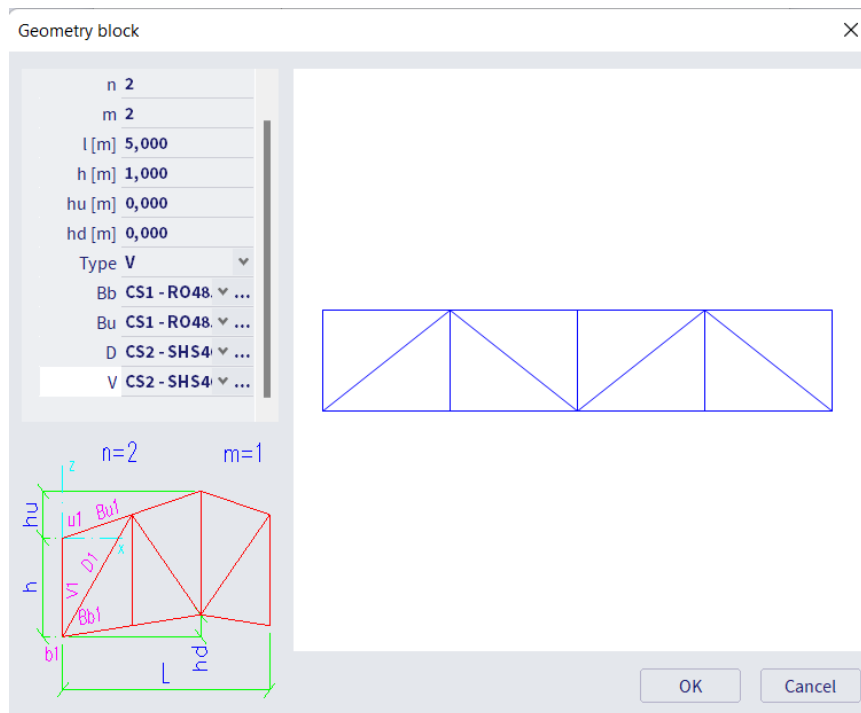 Geometry block
n 2
m 2
l [m] 5,000
h [m] 1,000
hu [m] 0,000
hd [m] 0,000
Type V
Bb CS1 - RO48. ...
Bu CS1 - RO48. ...
D CS2 - SHS4 ...
V CS2 - SHS4 ...
n=2 m=1
z
hu
u1 Bu1
x
h
D1
V1
Bb1
b1
hd
L
OK Cancel